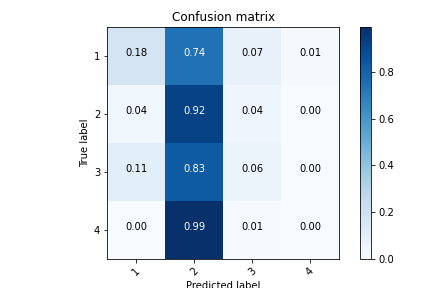 Confusion matrix
True label
1 0.18 0.74 0.07 0.01
2 0.04 0.92 0.04 0.00
3 0.11 0.83 0.06 0.00
4 0.00 0.99 0.01 0.00
1 2 3 4
Predicted label
0.8
0.6
0.4
0.2
0.0